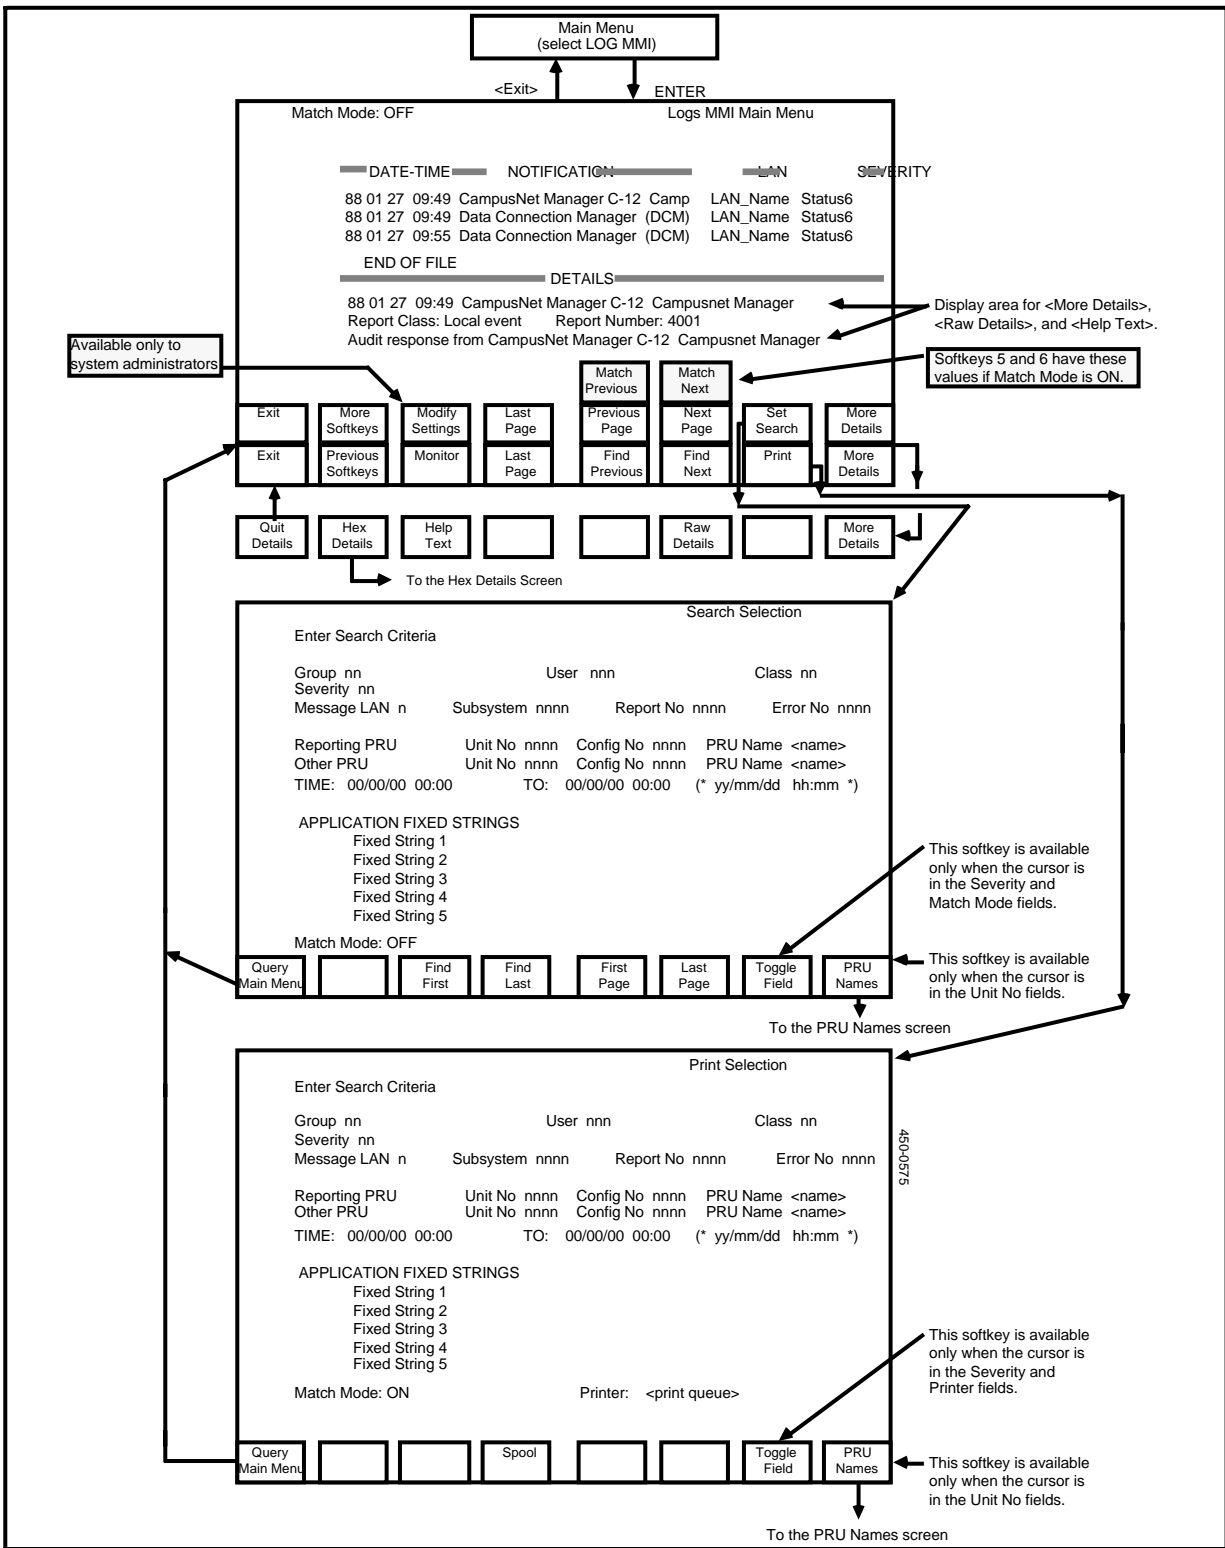 Main Menu
(select LOG MMI)
<Exit> ENTER
Match Mode: OFF Logs MMI Main Menu
DATE-TIME NOTIFICATION LAN SEVERITY
88 01 27 09:49 CampusNet Manager C-12 Camp LAN_Name Status6
88 01 27 09:49 Data Connection Manager (DCM) LAN_Name Status6
88 01 27 09:55 Data Connection Manager (DCM) LAN_Name Status6
END OF FILE
DETAILS
88 01 27 09:49 CampusNet Manager C-12 Campusnet Manager
Report Class: Local event Report Number: 4001
Audit response from CampusNet Manager C-12 Campusnet Manager
Display area for <More Details>,
<Raw Details>, and <Help Text>.
Available only to
system administrators
Softkeys 5 and 6 have these
values if Match Mode is ON.
Match Match
Previous Next
Exit More Modify Last Previous Next Set More
Softkeys Settings Page Page Page Search Details
Exit Previous Monitor Last Find Find Print More
Softkeys Page Previous Next Details
Quit Hex Help Raw More
Details Details Text Details Details
To the Hex Details Screen
Search Selection
Enter Search Criteria
Group nn User nnn Class nn
Severity nn
Message LAN n Subsystem nnnn Report No nnnn Error No nnnn
Reporting PRU Unit No nnnn Config No nnnn PRU Name <name>
Other PRU Unit No nnnn Config No nnnn PRU Name <name>
TIME: 00/00/00 00:00 TO: 00/00/00 00:00 (* yy/mm/dd hh:mm *)
APPLICATION FIXED STRINGS
Fixed String 1
Fixed String 2
Fixed String 3
Fixed String 4
Fixed String 5
This softkey is available
only when the cursor is
in the Severity and
Match Mode fields.
Match Mode: OFF
Query Find Find First Last Toggle PRU
Main Menu First Last Page Page Field Names
This softkey is available
only when the cursor is
in the Unit No fields.
To the PRU Names screen
Print Selection
Enter Search Criteria
Group nn User nnn Class nn
Severity nn
Message LAN n Subsystem nnnn Report No nnnn Error No nnnn
450-0575
Reporting PRU Unit No nnnn Config No nnnn PRU Name <name>
Other PRU Unit No nnnn Config No nnnn PRU Name <name>
TIME: 00/00/00 00:00 TO: 00/00/00 00:00 (* yy/mm/dd hh:mm *)
APPLICATION FIXED STRINGS
Fixed String 1
Fixed String 2
Fixed String 3
Fixed String 4
Fixed String 5
This softkey is available
only when the cursor is
in the Severity and
Printer fields.
Match Mode: ON Printer: <print queue>
Query Spool Toggle PRU
Main Menu Field Names
This softkey is available
only when the cursor is
in the Unit No fields.
To the PRU Names screen